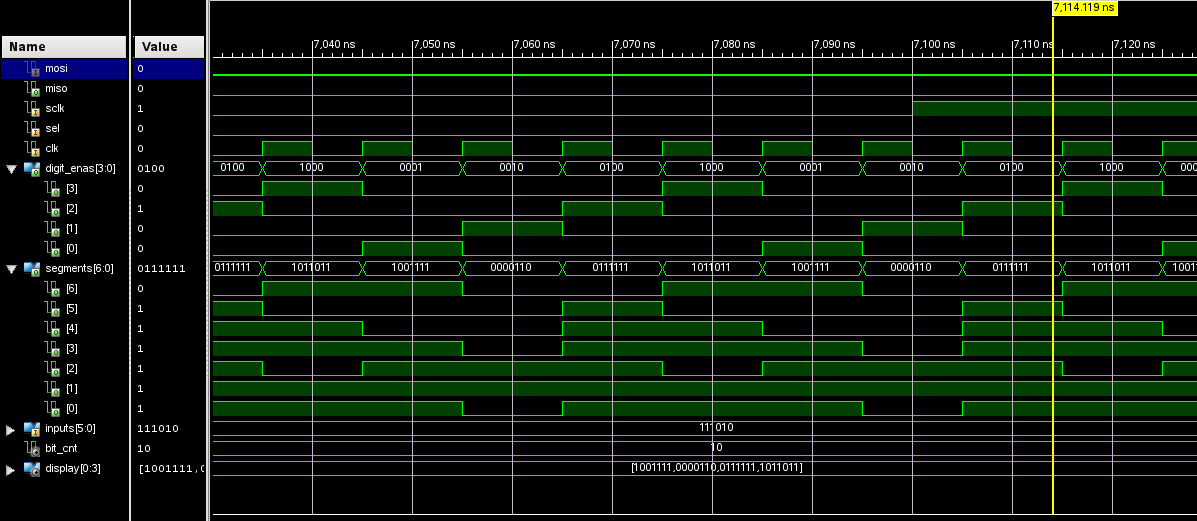 7,114.119 ns
Name Value 7,040 ns 7,050 ns 7,060 ns 7,070 ns 7,080 ns 7,090 ns 7,100 ns 7,110 ns 7,120 ns
mosi 0
miso 0
sclk 1
sel 0
clk 0
digit_enas[3:0] 0100 0100 1000 0001 0010 0100 1000 0001 0010 0100 1000 000
[3] 0
[2] 1
[1] 0
[0] 0
segments[6:0] 0111111 0111111 1011011 1001111 0000110 0111111 1011011 1001111 0000110 0111111 1011011 1001
[6] 0
[5] 1
[4] 1
[3] 1
[2] 1
[1] 1
[0] 1
inputs[5:0] 111010 111010
bit_cnt 10 10
display[0:3] [1001111,0 [1001111,0000110,0111111,1011011]